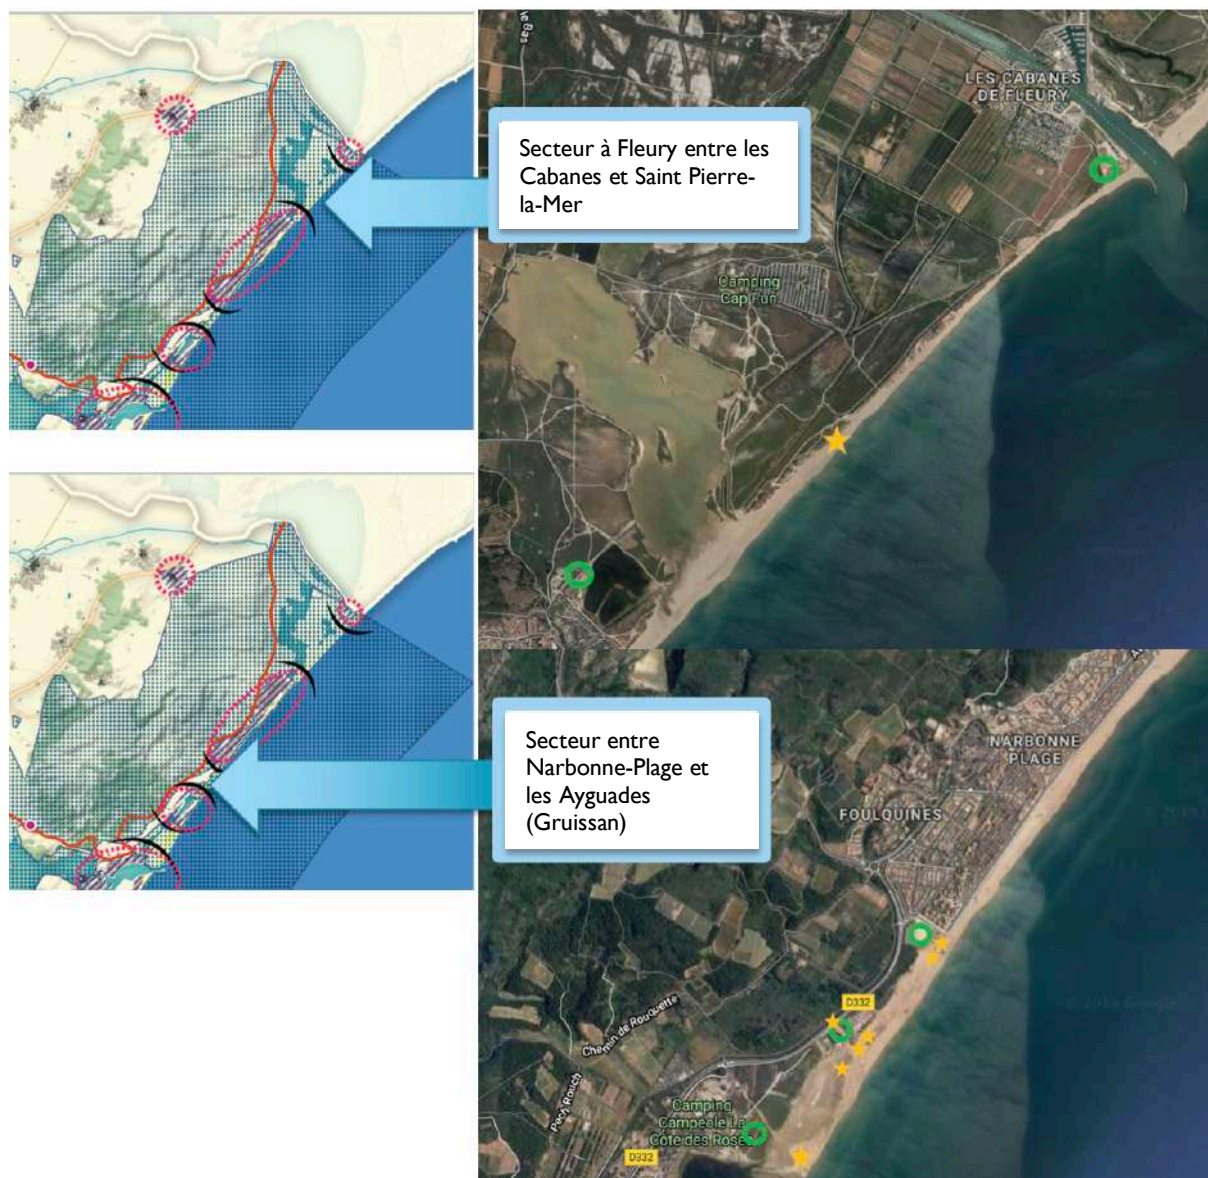 LES CABANES
DE FLEURY
Secteur à Fleury entre les
Cabanes et Saint Pierre-
la-Mer
Camping
Cap Fun
Secteur entre
Narbonne-Plage et
les Ayguades
(Gruissan)
NARBONNE
PLAGE
FOULQUINES
D332
Chemin de Rouquette
Pech Rouch
Camping
Campéole La
Côte des Roses
D332